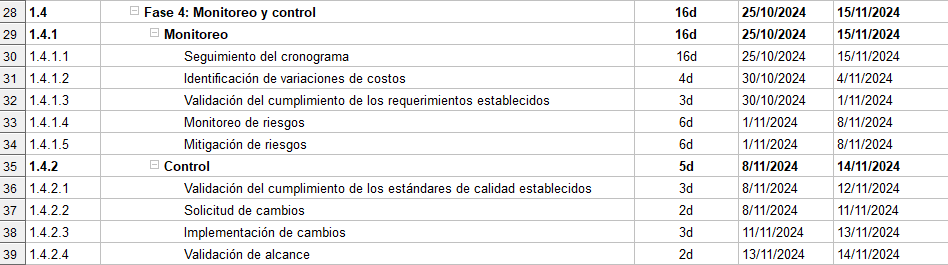 28 1.4 Fase 4: Monitoreo y control 16d 25/10/2024 15/11/2024
29 1.4.1 Monitoreo 16d 25/10/2024 15/11/2024
30 1.4.1.1 Seguimiento del cronograma 16d 25/10/2024 15/11/2024
31 1.4.1.2 Identificación de variaciones de costos 4d 30/10/2024 4/11/2024
32 1.4.1.3 Validación del cumplimiento de los requerimientos establecidos 3d 30/10/2024 1/11/2024
33 1.4.1.4 Monitoreo de riesgos 6d 1/11/2024 8/11/2024
34 1.4.1.5 Mitigación de riesgos 6d 1/11/2024 8/11/2024
35 1.4.2 Control 5d 8/11/2024 14/11/2024
36 1.4.2.1 Validación del cumplimiento de los estándares de calidad establecidos 3d 8/11/2024 12/11/2024
37 1.4.2.2 Solicitud de cambios 2d 8/11/2024 11/11/2024
38 1.4.2.3 Implementación de cambios 3d 11/11/2024 13/11/2024
39 1.4.2.4 Validación de alcance 2d 13/11/2024 14/11/2024